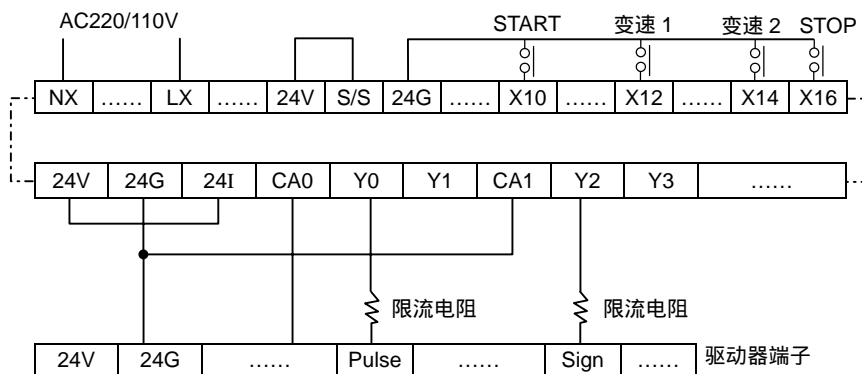 AC220/110V START 变速 1 变速 2 STOP
NX …… LX …… 24V S/S 24G …… X10 …… X12 …… X14 X16
24V 24G 24I CA0 Y0 Y1 CA1 Y2 Y3 ……
限流电阻 限流电阻
24V 24G …… Pulse …… Sign …… 驱动器端子